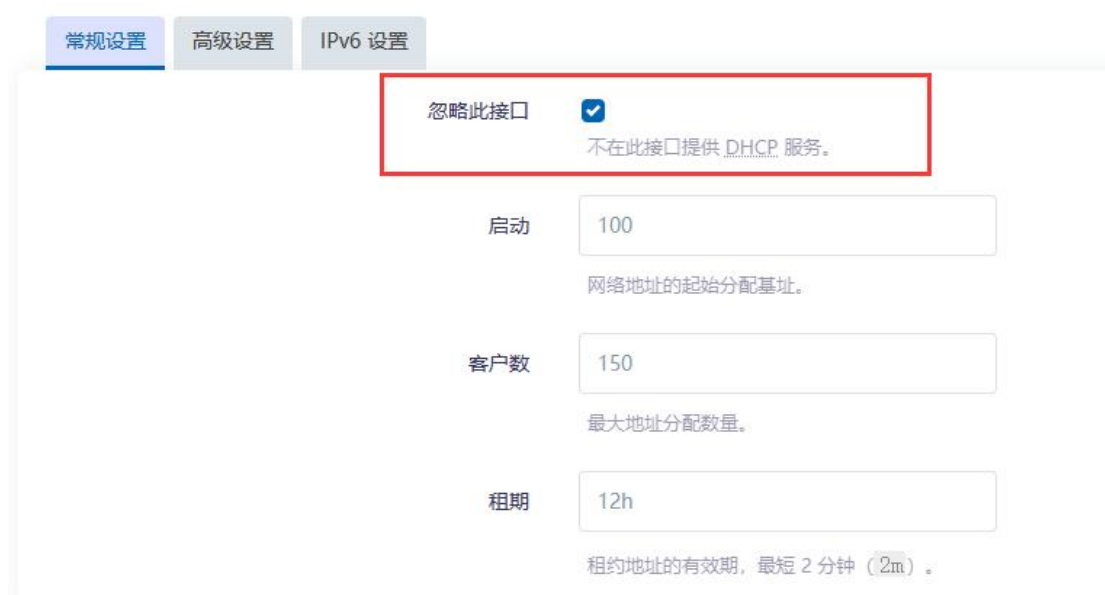 常规设置 高级设置 IPv6 设置
忽略此接口
不在此接口提供 DHCP 服务。
启动 100
网络地址的起始分配基址。
客户数 150
最大地址分配数量。
租期 12h
租约地址的有效期，最短 2 分钟（2m）。